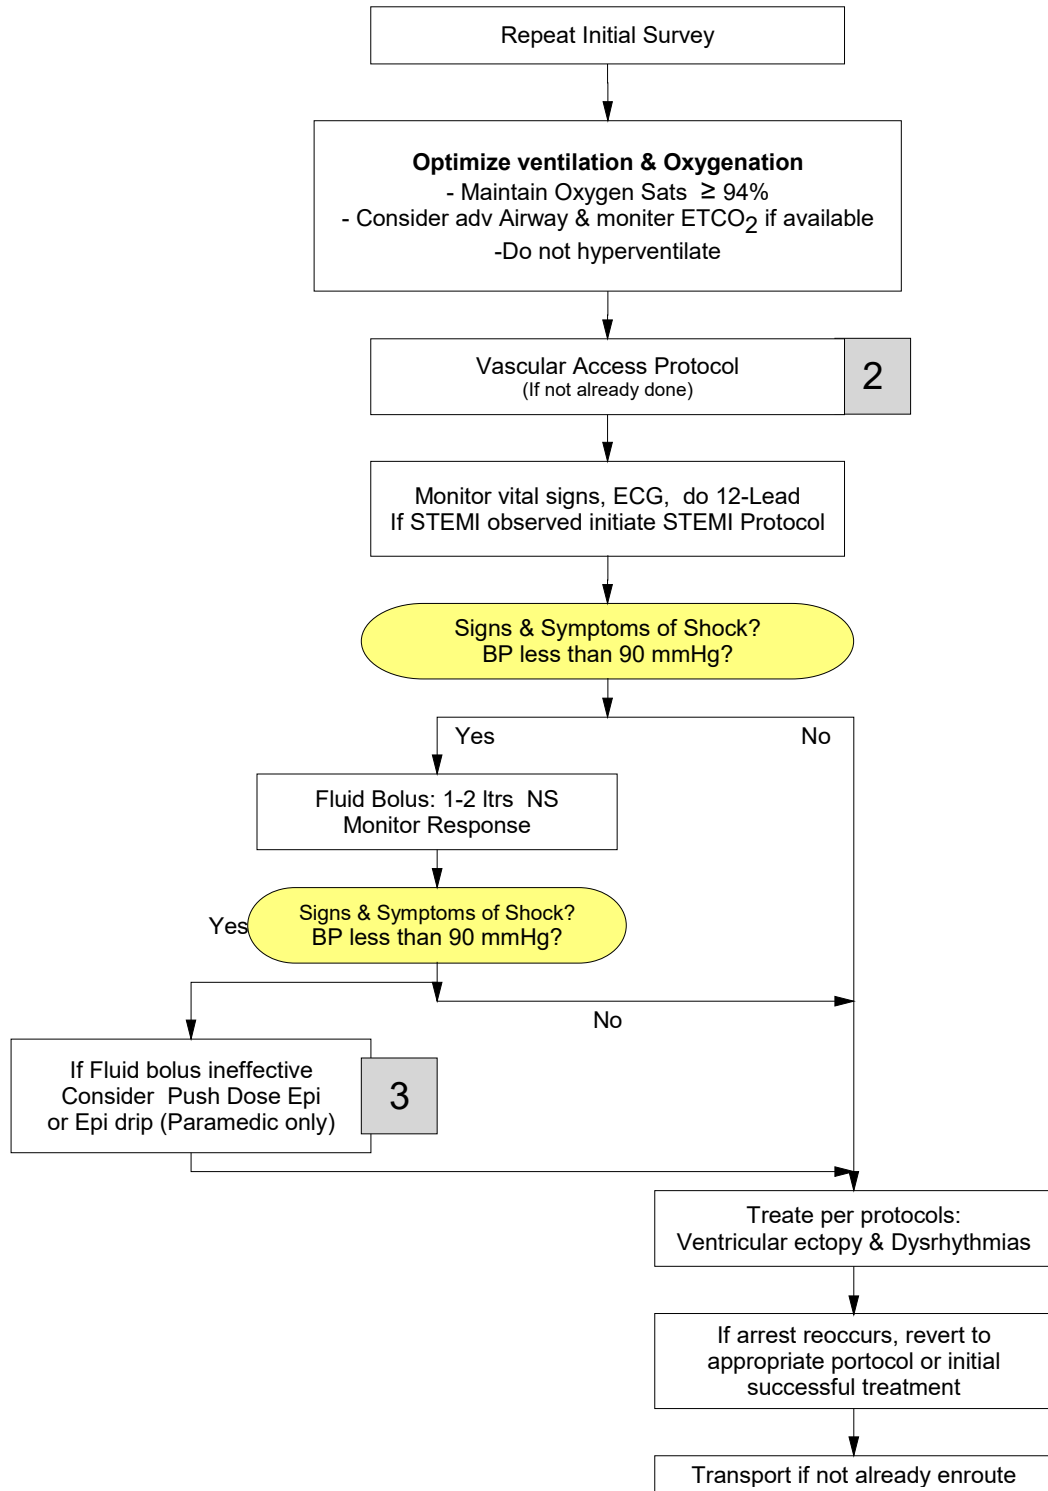 Repeat Initial Survey
Optimize ventilation & Oxygenation
- Maintain Oxygen Sats ≥ 94%
- Consider adv Airway & moniter ETCO2 if available
-Do not hyperventilate
Vascular Access Protocol
(If not already done)
2
Monitor vital signs, ECG, do 12-Lead
If STEMI observed initiate STEMI Protocol
Signs & Symptoms of Shock?
BP less than 90 mmHg?
Yes
No
Fluid Bolus: 1-2 ltrs NS
Monitor Response
Signs & Symptoms of Shock?
BP less than 90 mmHg?
Yes
No
If Fluid bolus ineffective
Consider Push Dose Epi
or Epi drip (Paramedic only)
3
Treate per protocols:
Ventricular ectopy & Dysrhythmias
If arrest reoccurs, revert to
appropriate portocol or initial
successful treatment
Transport if not already enroute